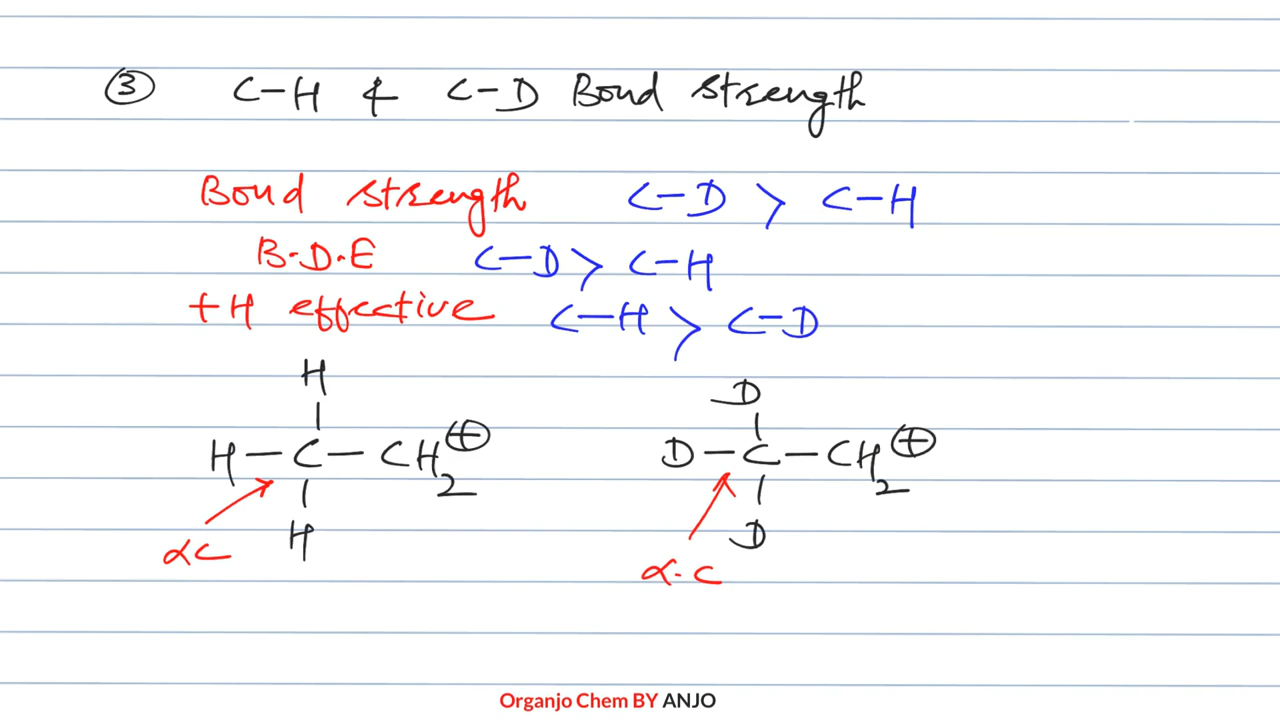 ③ C-H & C-D Bond strength
Bond strength C-D > C-H
B.D.E C-D > C-H
+H effective C-H > C-D
H D
H-C-CH₂⊕ D-C-CH₂⊕
H D
αC α.C
Organjo Chem BY ANJO